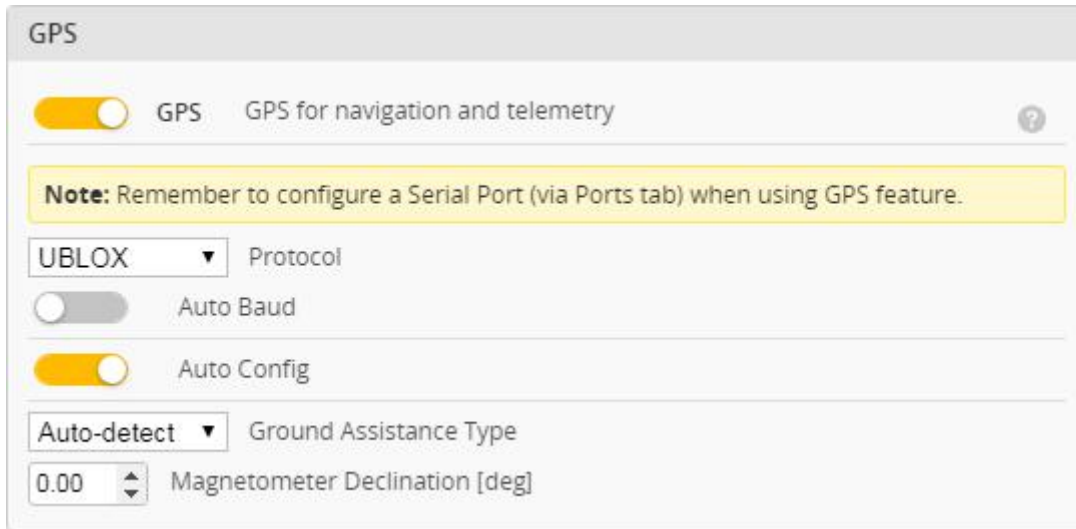 GPS
GPS GPS for navigation and telemetry ?
Note: Remember to configure a Serial Port (via Ports tab) when using GPS feature.
UBLOX ▼ Protocol
Auto Baud
Auto Config
Auto-detect ▼ Ground Assistance Type
0.00 Magnetometer Declination [deg]